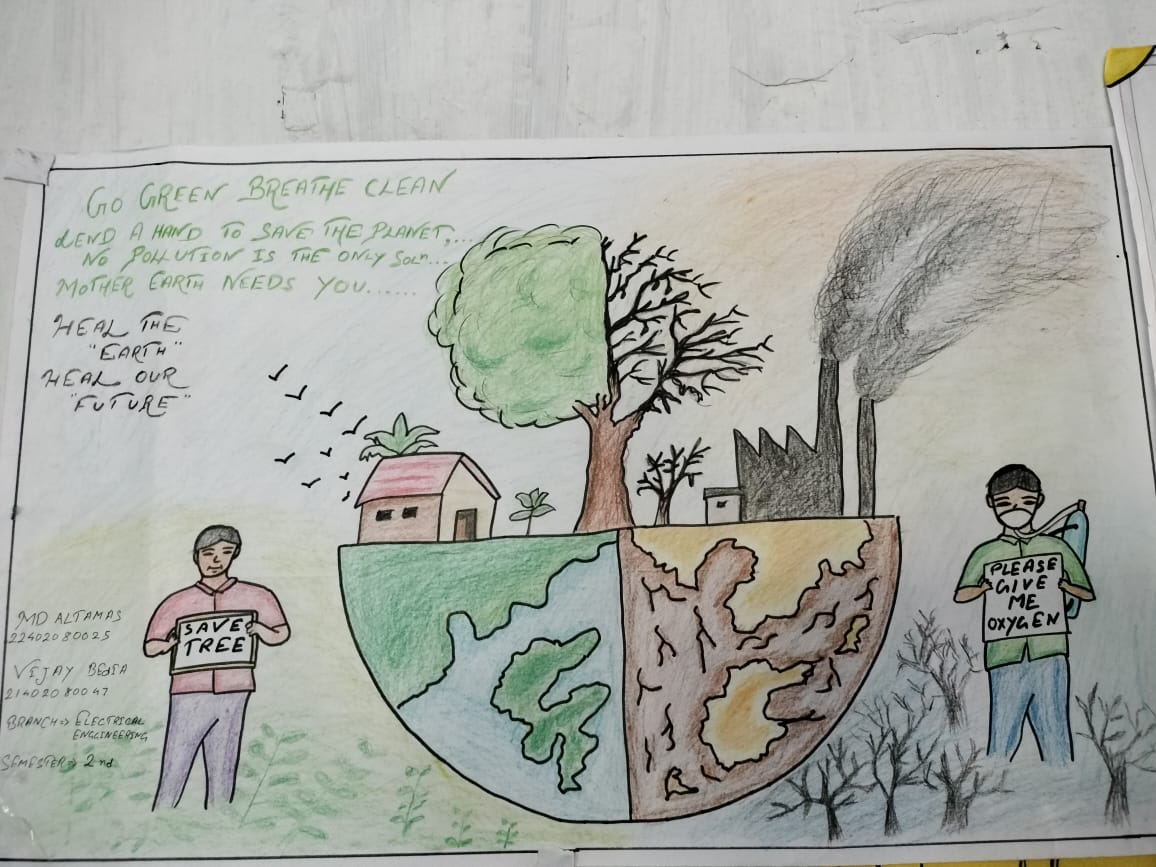 GO GREEN BREATHE CLEAN
LEND A HAND TO SAVE THE PLANET,...
NO POLLUTION IS THE ONLY SOLⁿ...
MOTHER EARTH NEEDS YOU......
HEAL THE
"EARTH"
HEAL OUR
"FUTURE"
SAVE
TREE
PLEASE
GIVE
ME
OXYGEN
MD ALTAMAS
22402080025
VIJAY BEDIA
21402080047
BRANCH => ELECTRICAL
ENGLINEERING
SEMESTER => 2nd